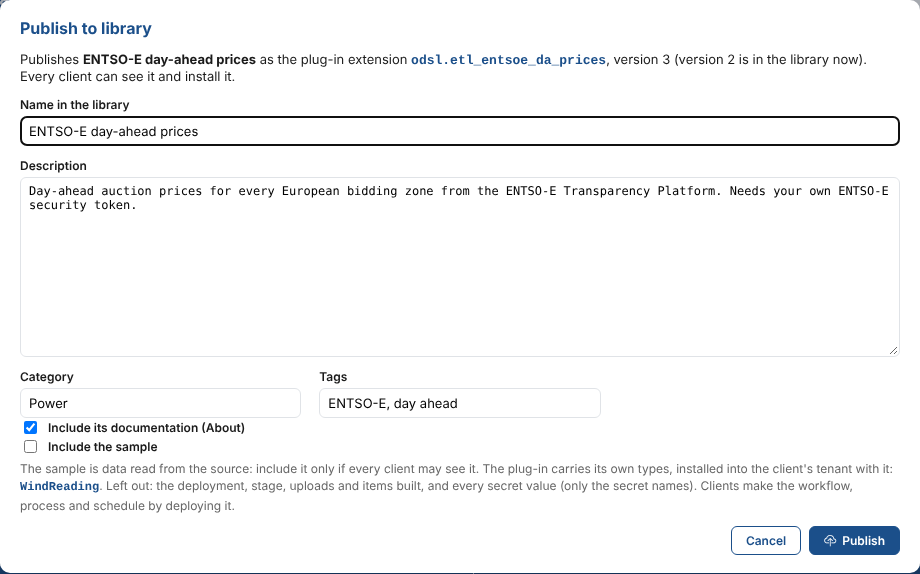 Publish to library
Publishes ENTSO-E day-ahead prices as the plug-in extension odsl.etl_entsoe_da_prices, version 3 (version 2 is in the library now).
Every client can see it and install it.
Name in the library
ENTSO-E day-ahead prices
Description
Day-ahead auction prices for every European bidding zone from the ENTSO-E Transparency Platform. Needs your own ENTSO-E
security token.
Category
Tags
Power
ENTSO-E, day ahead
Include its documentation (About)
Include the sample
The sample is data read from the source: include it only if every client may see it. The plug-in carries its own types, installed into the client's tenant with it:
WindReading. Left out: the deployment, stage, uploads and items built, and every secret value (only the secret names). Clients make the workflow,
process and schedule by deploying it.
Cancel
Publish